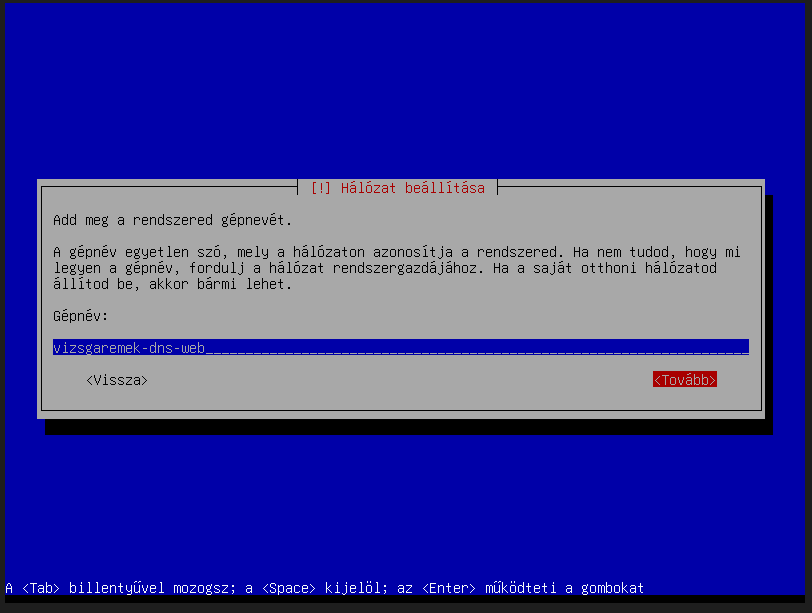 [!] Hálózat beállítása
Add meg a rendszered gépnevét.
A gépnév egyetlen szó, mely a hálózaton azonosítja a rendszered. Ha nem tudod, hogy mi
legyen a gépnév, fordulj a hálózat rendszergazdájához. Ha a saját otthoni hálózatod
állítod be, akkor bármi lehet.
Gépnév:
vizsgaremek-dns-web
<Vissza> <Tovább>
A <Tab> billentyűvel mozogsz; a <Space> kijelöl; az <Enter> működteti a gombokat